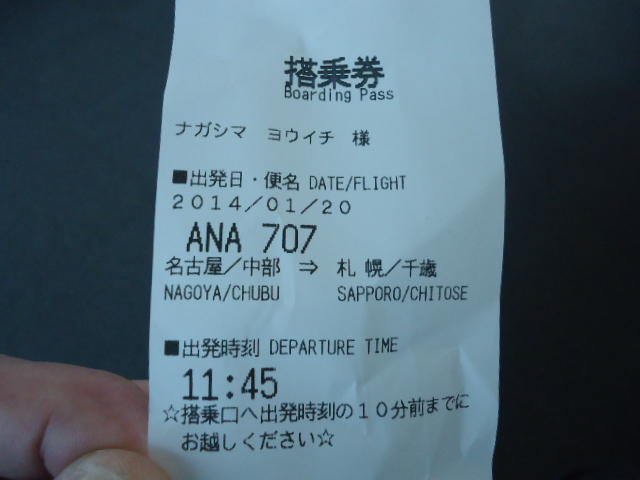 搭乗券
Boarding Pass
ナガシマ　ヨウイチ　様
■出発日・便名 DATE/FLIGHT
２０１４／０１／２０
ANA 707
名古屋／中部　⇒　札 幌／千歳
NAGOYA/CHUBU　SAPPORO/CHITOSE
■出発時刻 DEPARTURE TIME
11:45
☆搭乗口へ出発時刻の１０分前までに
お越しください☆